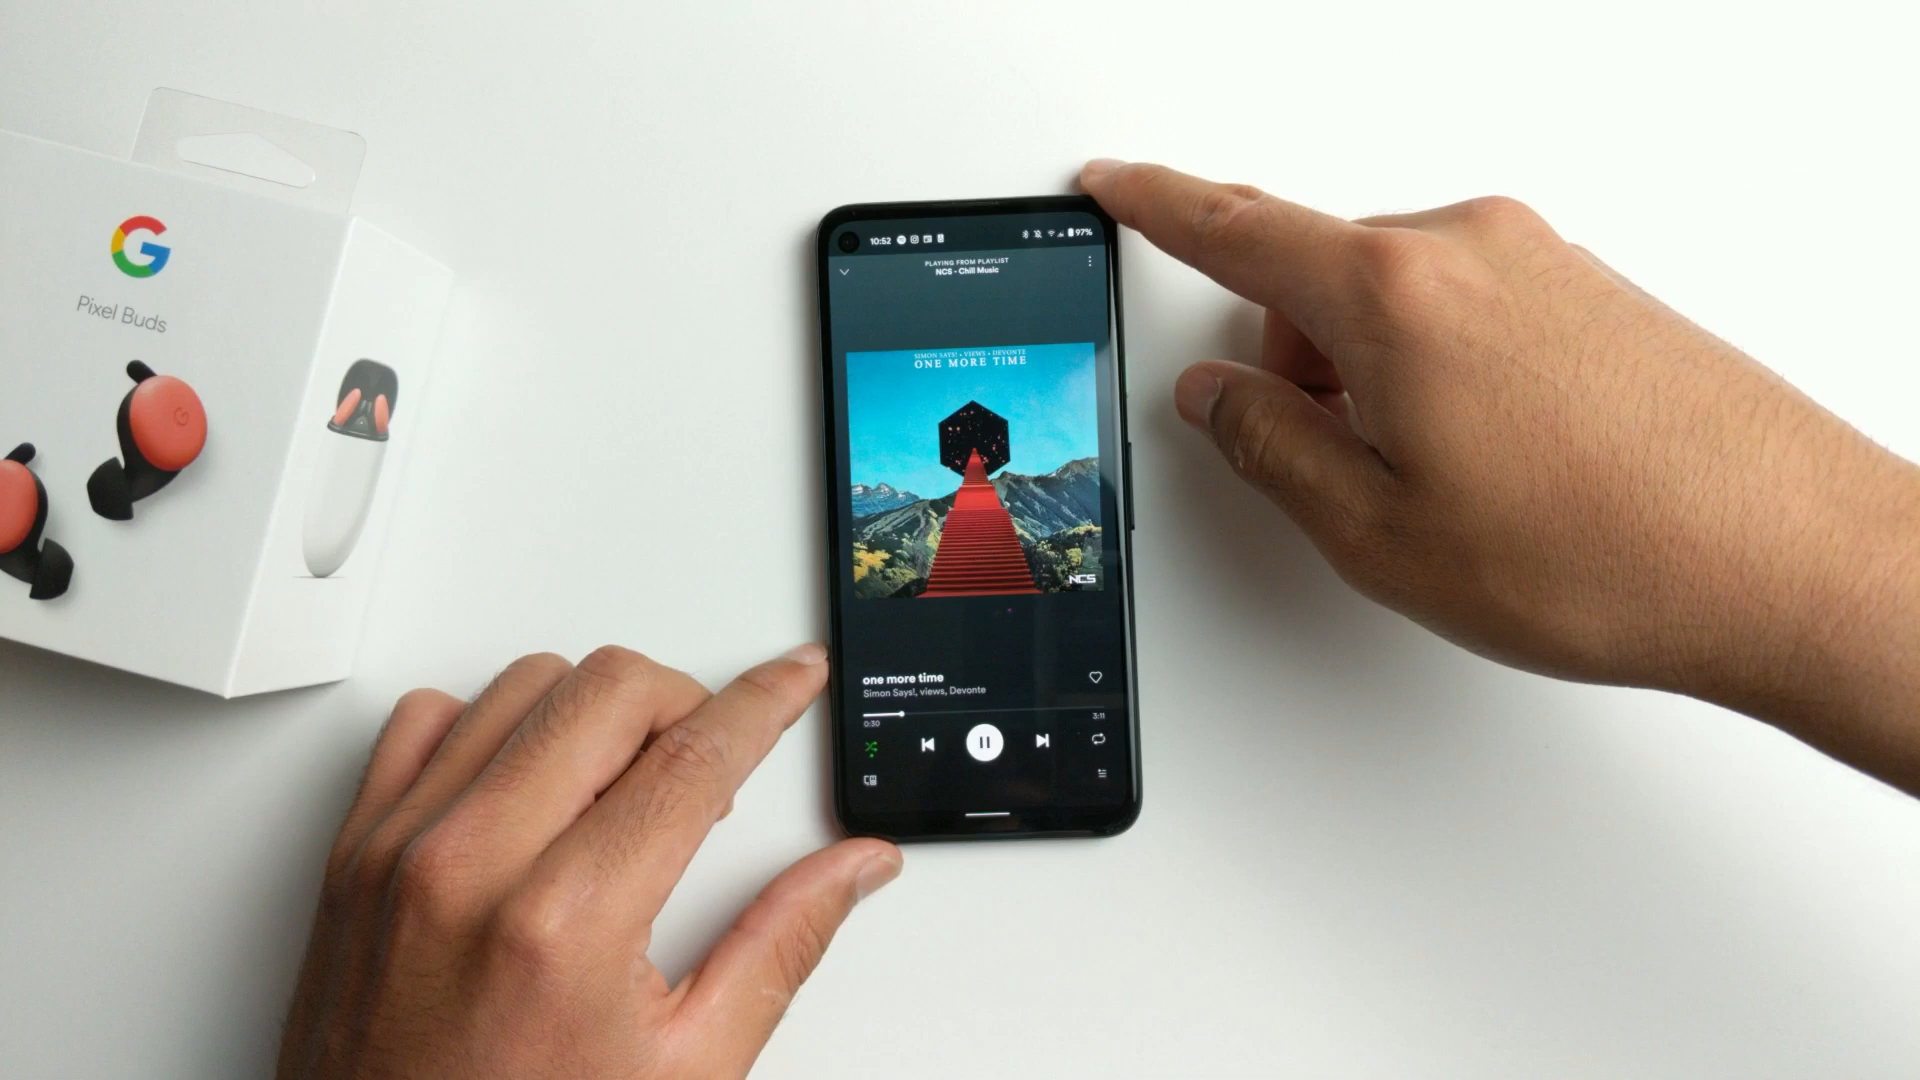 G
Pixel Buds
10:52
97%
PLAYING FROM PLAYLIST
NCS - Chill Music
SIMON SAYS! • VIEWS • DEVONTE
ONE MORE TIME
NCS
one more time
Simon Says!, views, Devonte
0:30
3:11